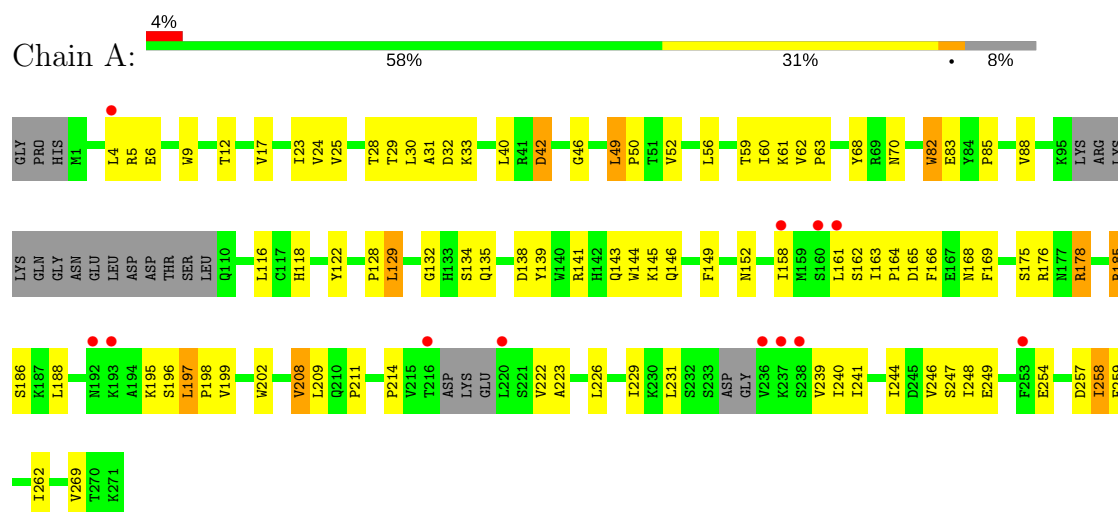 4%
Chain A:
58% 31% • 8%
GLY PRO HIS M1 L4 R5 E6 W9 T12 V17 I23 V24 V25 T28 T29 L30 A31 D32 K33 L40 R41 D42 G46 L49 P50 T51 V52 L56 T59 I60 K61 V62 P63 Y68 R69 N70 W82 E83 Y84 P85 V88 K95 LYS ARG LYS
LYS GLN GLY ASN GLU LEU ASP ASP THR SER LEU Q110 L116 C117 H118 Y122 P128 L129 G132 H133 S134 Q135 D138 Y139 W140 R141 H142 Q143 W144 K145 Q146 F149 N152 I158 M159 S160 L161 S162 I163 P164 D165 F166 E167 N168 F169 S175 R176 N177 R178
S186 K187 L188 N192 K193 A194 K195 S196 L197 P198 V199 W202 V208 L209 Q210 P211 P214 V215 T216 ASP LYS GLU L220 S221 V222 A223 L226 I229 K230 L231 S232 S233 ASP GLY V236 K237 S238 V239 I240 I241 I244 D245 V246 S247 I248 E249 F253 E254 D257 I258
I262 V269 T270 K271